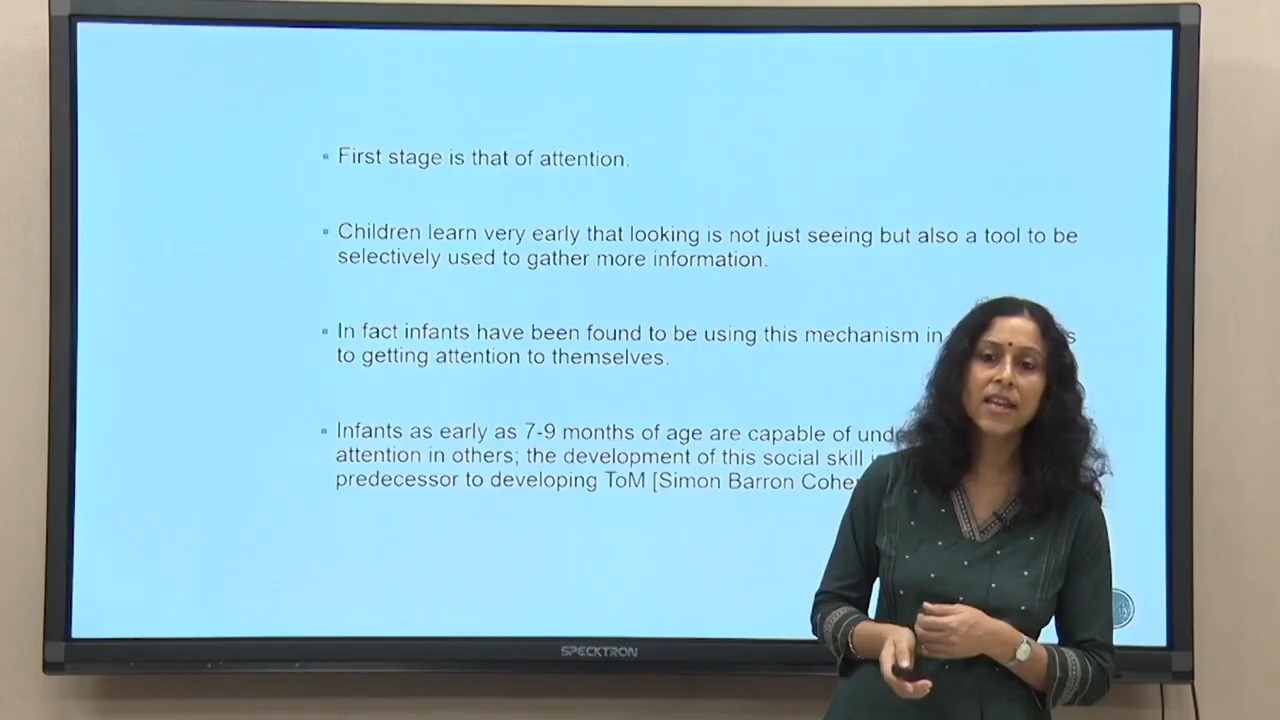 ▪ First stage is that of attention.
▪ Children learn very early that looking is not just seeing but also a tool to be
selectively used to gather more information.
▪ In fact infants have been found to be using this mechanism in
to getting attention to themselves.
▪ Infants as early as 7-9 months of age are capable of
attention in others; the development of this social skill
predecessor to developing ToM [Simon Barron
SPECKTRON